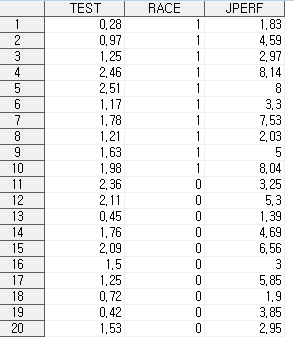 TEST RACE JPERF
1 0,28 1 1,83
2 0,97 1 4,59
3 1,25 1 2,97
4 2,46 1 8,14
5 2,51 1 8
6 1,17 1 3,3
7 1,78 1 7,53
8 1,21 1 2,03
9 1,63 1 5
10 1,98 1 8,04
11 2,36 0 3,25
12 2,11 0 5,3
13 0,45 0 1,39
14 1,76 0 4,69
15 2,09 0 6,56
16 1,5 0 3
17 1,25 0 5,85
18 0,72 0 1,9
19 0,42 0 3,85
20 1,53 0 2,95